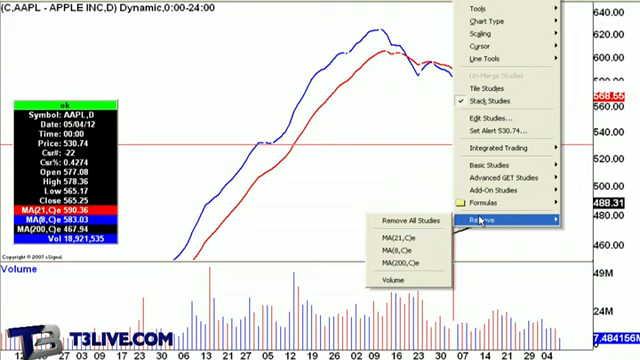 (C,AAPL - APPLE INC,D) Dynamic,0:00-24:00
ok
Symbol: AAPL,D
Date: 05/04/12
Time: 00:00
Price: 530.74
Csr#: -22
Csr%: 0.4274
Open 577.08
High 578.36
Low 565.17
Close 565.25
MA(21,C)e 590.36
MA(8,C)e 583.03
MA(200,C)e 467.94
Vol 18,921,535
Copyright © 2007 eSignal.
Tools
Chart Type
Scaling
Cursor
Line Tools
Un-Merge Studies
Tile Studies
Stack Studies
Edit Studies...
Set Alert 530.74...
Integrated Trading
Basic Studies
Advanced GET Studies
Add-On Studies
Formulas
Remove
Remove All Studies
MA(21,C)e
MA(8,C)e
MA(200,C)e
Volume
640.00
620.00
600.00
568.55
560.00
540.00
520.00
488.31
480.00
460.00
Volume
49M
24M
7,484156
T3LIVE.COM
12
27
03
09
17
23
01
06
13
21
27
05
12
19
26
02
09
16
23
07
14
21
29
04